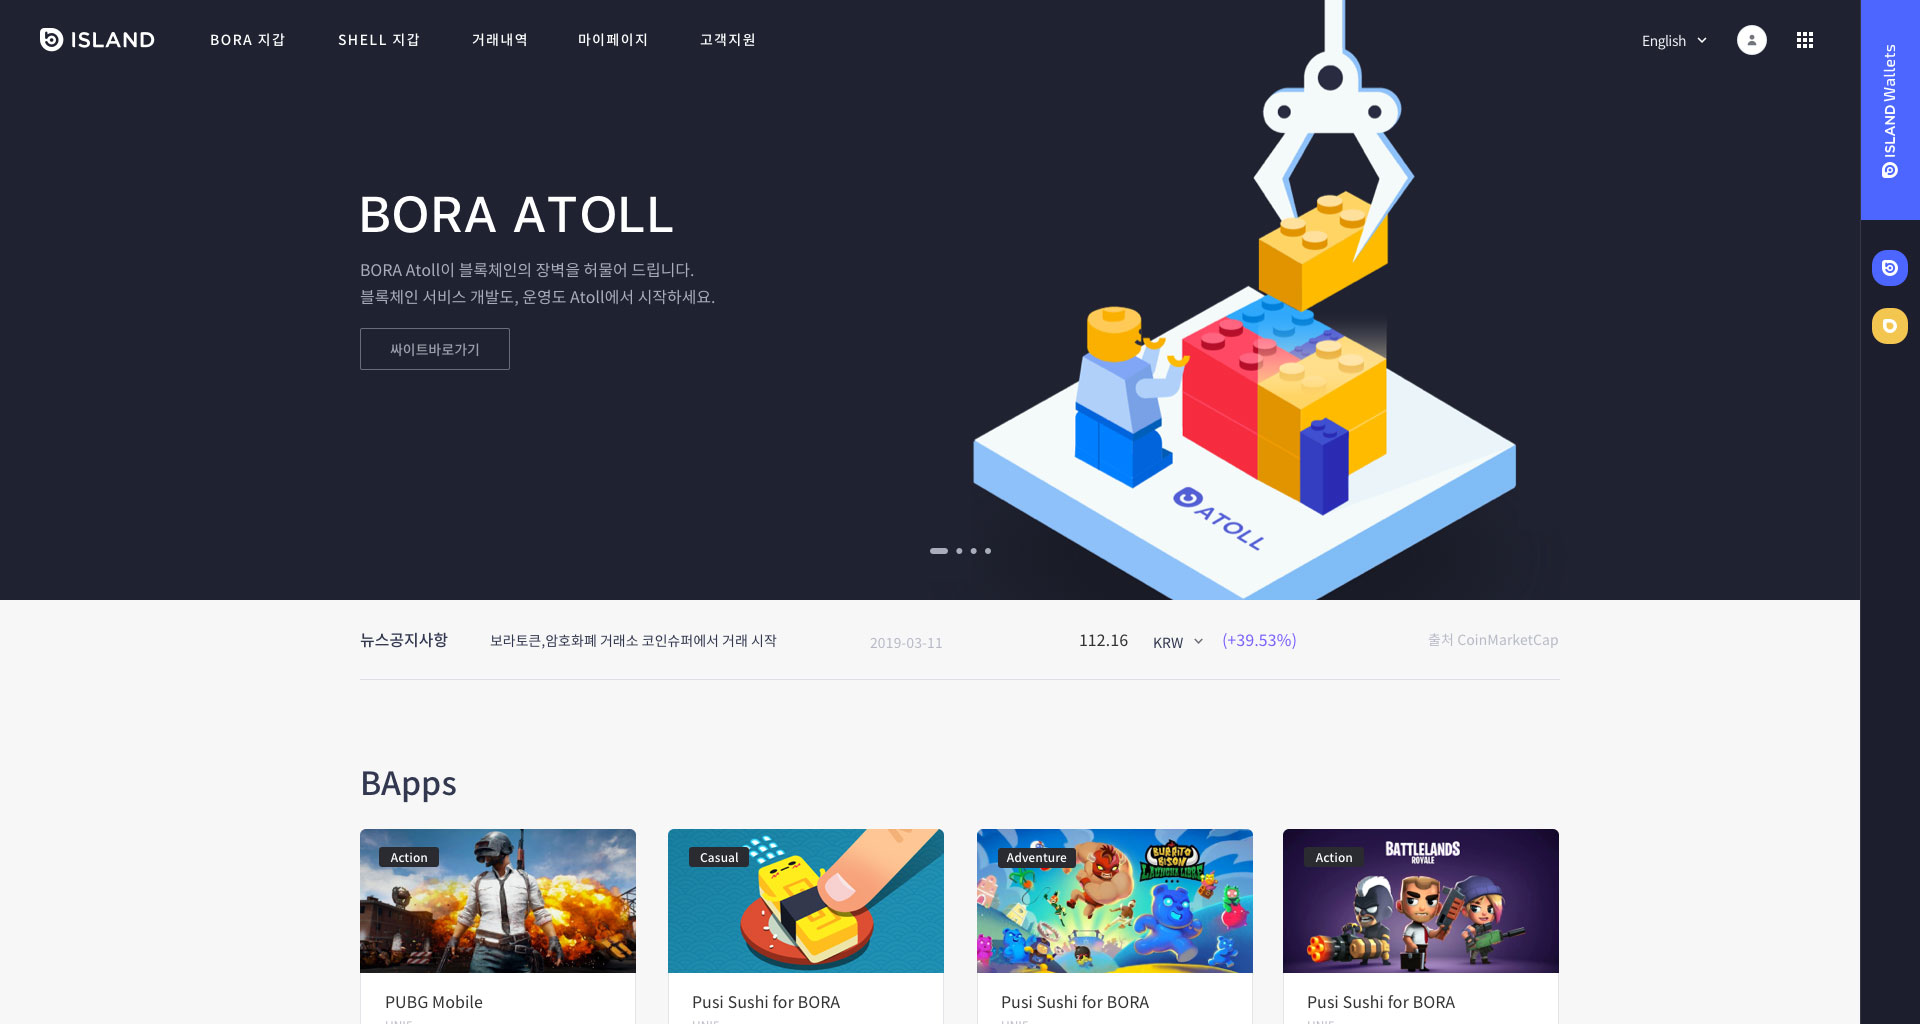 ISLAND
BORA 지갑
SHELL 지갑
거래내역
마이페이지
고객지원
English
ISLAND Wallets
BORA ATOLL
BORA Atoll이 블록체인의 장벽을 허물어 드립니다.
블록체인 서비스 개발도, 운영도 Atoll에서 시작하세요.
싸이트바로가기
ATOLL
뉴스공지사항
보라토큰,암호화폐 거래소 코인슈퍼에서 거래 시작
2019-03-11
112.16
KRW
(+39.53%)
출처 CoinMarketCap
BApps
Action
Casual
Adventure
BURRITO
BISON
LAUNCHA LIBRE
Action
BATTLELANDS
ROYALE
PUBG Mobile
Pusi Sushi for BORA
Pusi Sushi for BORA
Pusi Sushi for BORA